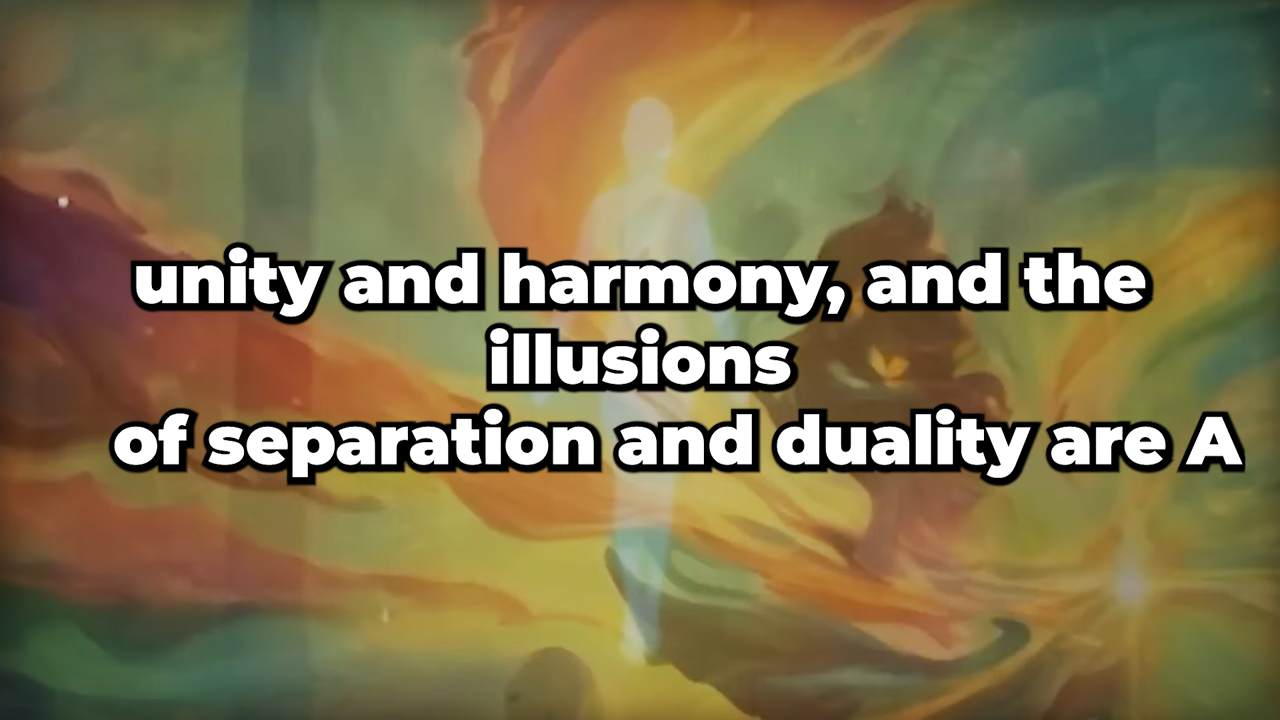 unity and harmony, and the
illusions
of separation and duality are A